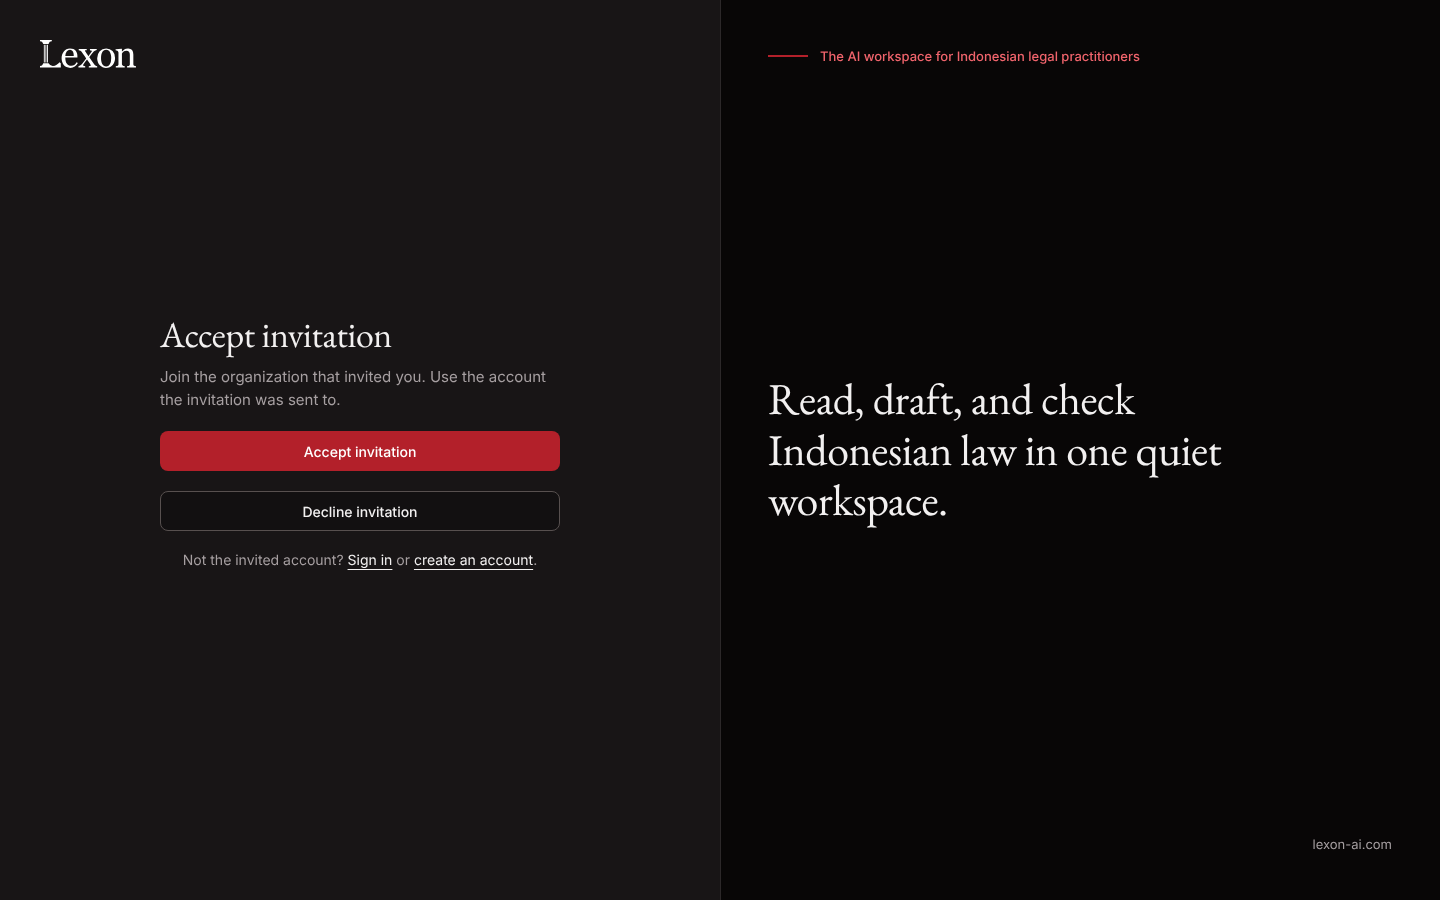 Lexon
Accept invitation
Join the organization that invited you. Use the account
the invitation was sent to.
Accept invitation
Decline invitation
Not the invited account? Sign in or create an account.
The AI workspace for Indonesian legal practitioners
Read, draft, and check
Indonesian law in one quiet
workspace.
lexon-ai.com